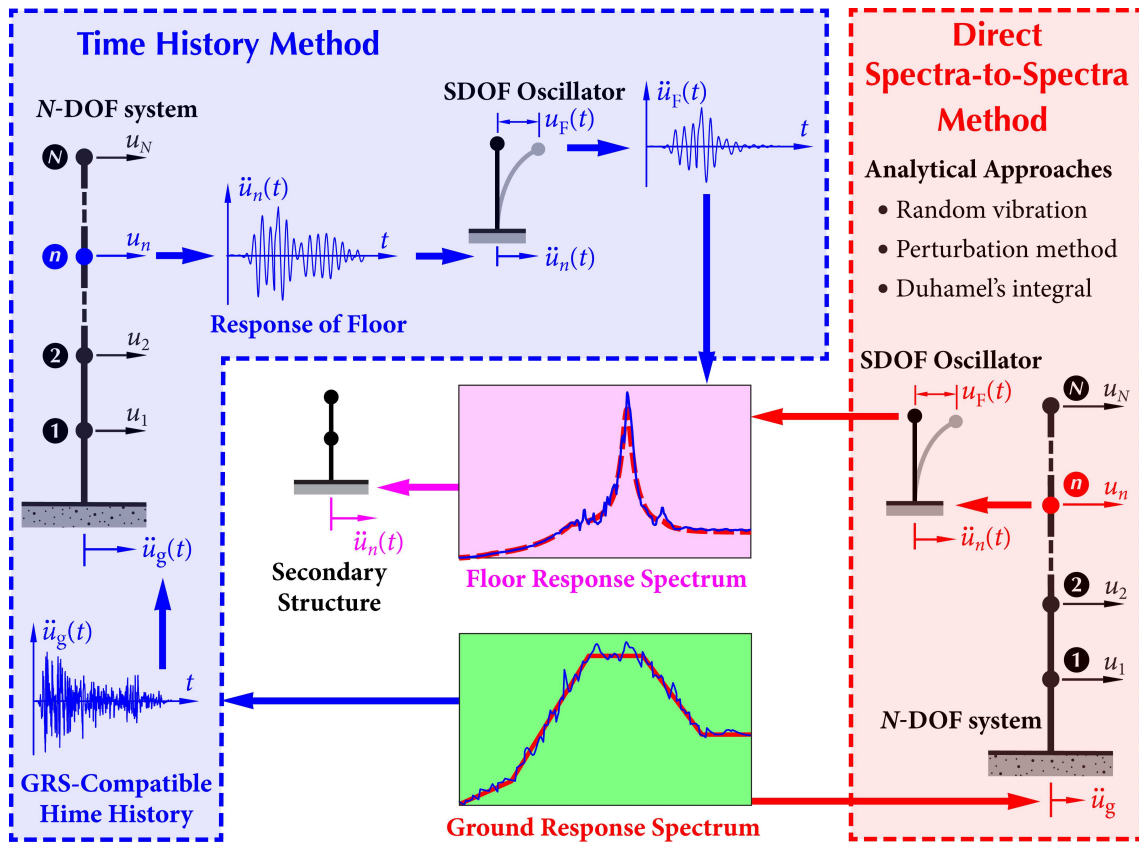 Time History Method
N-DOF system
N
u_N
n
u_n
2
u_2
1
u_1
ü_g(t)
ü_g(t)
t
GRS-Compatible
Hime History
ü_n(t)
t
Response of Floor
SDOF Oscillator
u_F(t)
ü_n(t)
ü_F(t)
t
Secondary
Structure
ü_n(t)
Floor Response Spectrum
Ground Response Spectrum
Direct
Spectra-to-Spectra
Method
Analytical Approaches
• Random vibration
• Perturbation method
• Duhamel's integral
SDOF Oscillator
u_F(t)
ü_n(t)
N
u_N
n
u_n
2
u_2
1
u_1
N-DOF system
ü_g